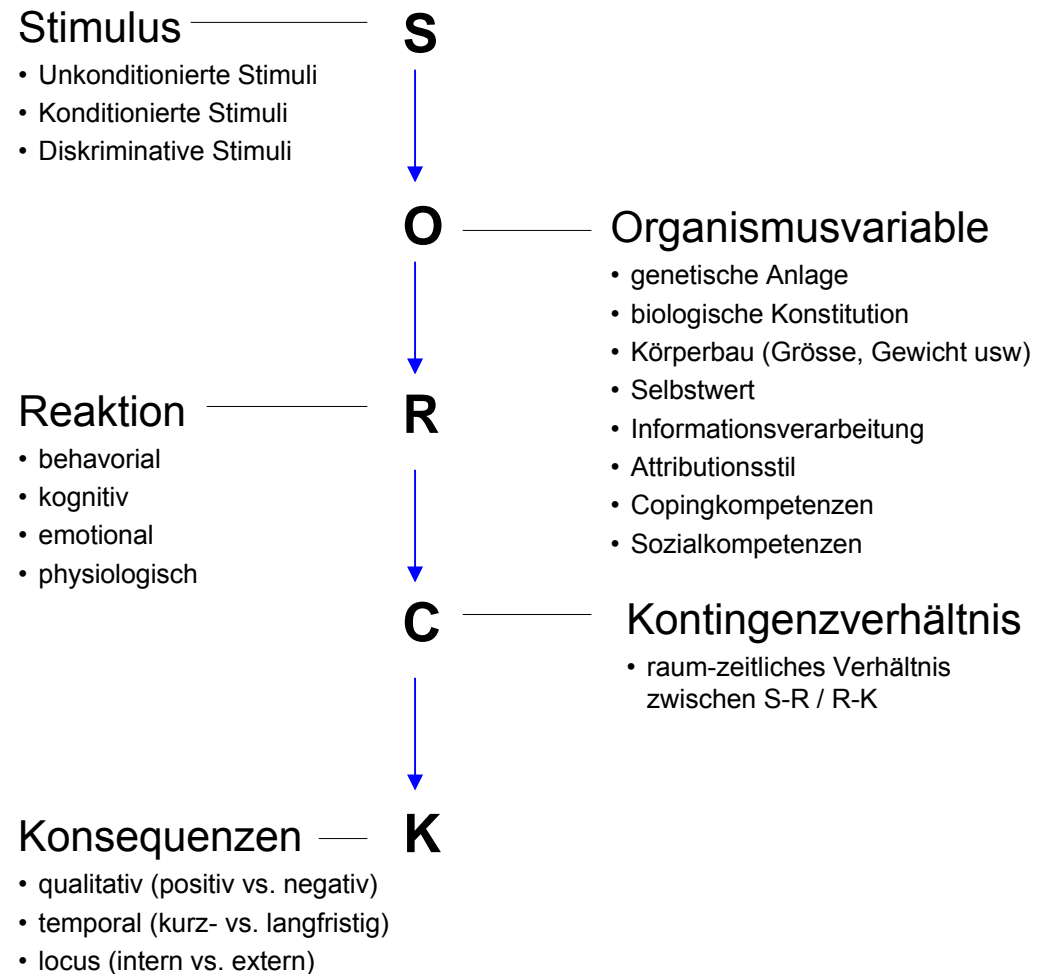 Stimulus
S
• Unkonditionierte Stimuli
• Konditionierte Stimuli
• Diskriminative Stimuli
O
Organismusvariable
• genetische Anlage
• biologische Konstitution
• Körperbau (Grösse, Gewicht usw)
• Selbstwert
• Informationsverarbeitung
• Attributionsstil
• Copingkompetenzen
• Sozialkompetenzen
Reaktion
R
• behavorial
• kognitiv
• emotional
• physiologisch
C
Kontingenzverhältnis
• raum-zeitliches Verhältnis
zwischen S-R / R-K
Konsequenzen
K
• qualitativ (positiv vs. negativ)
• temporal (kurz- vs. langfristig)
• locus (intern vs. extern)